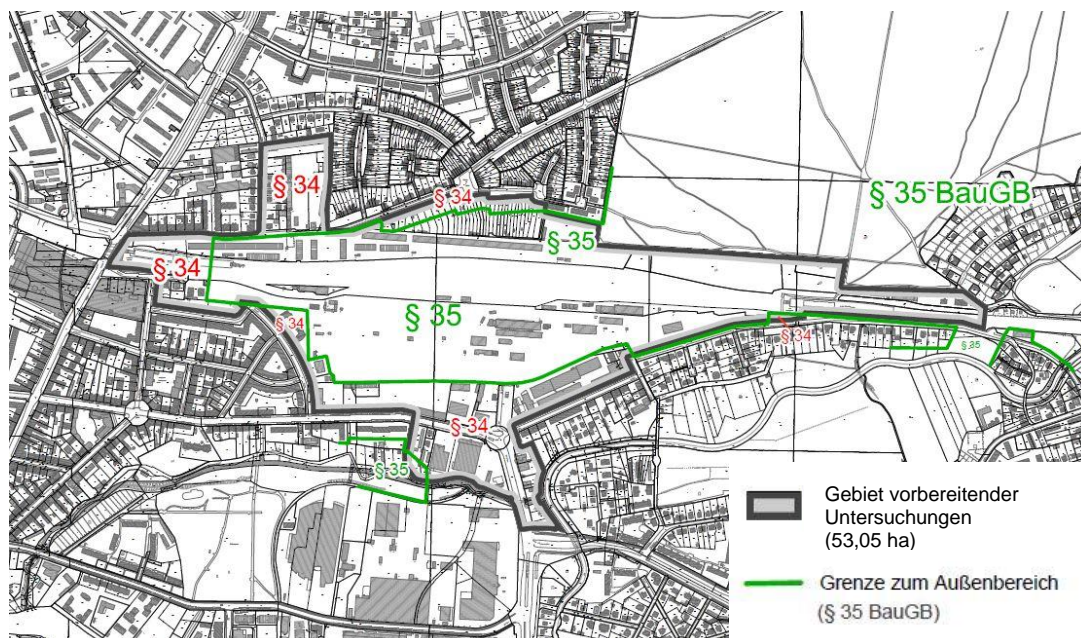 § 34
§ 34
§ 35 BauGB
§ 35
§ 34
§ 35
§ 34
§ 34
§ 35
§ 34
§ 35
Gebiet vorbereitender
Untersuchungen
(53,05 ha)
Grenze zum Außenbereich
(§ 35 BauGB)